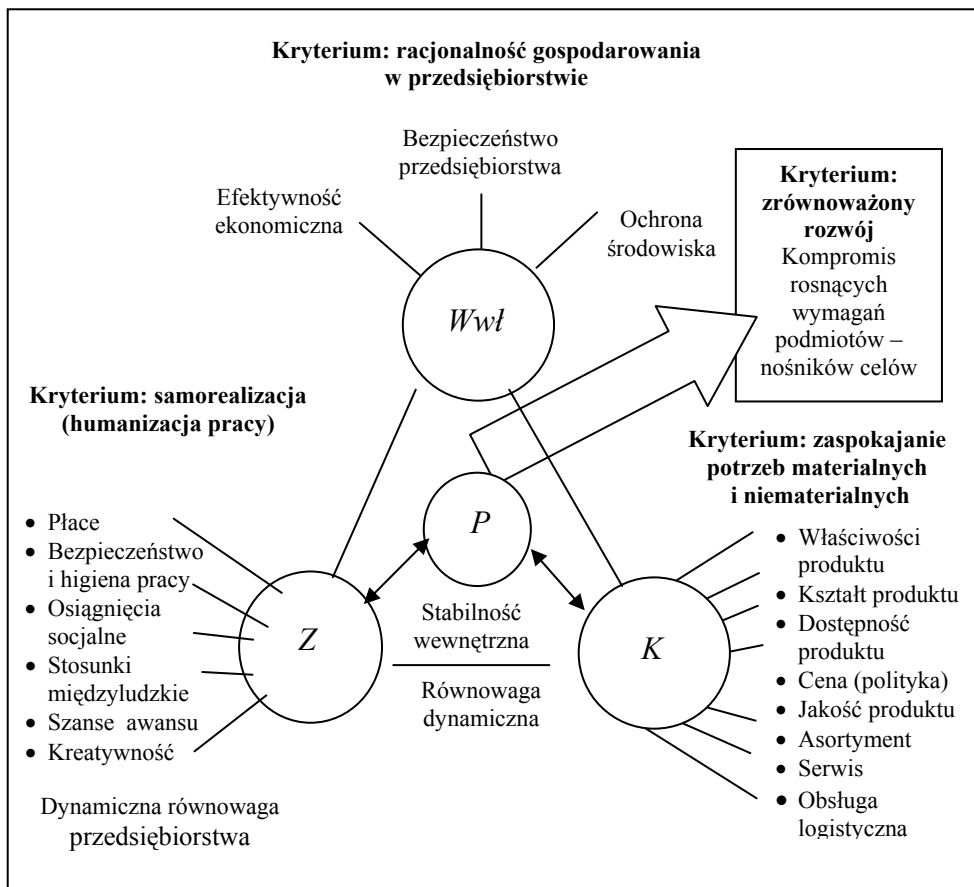 Kryterium: racjonalność gospodarowania
w przedsiębiorstwie
Bezpieczeństwo
przedsiębiorstwa
Efektywność
ekonomiczna
Ochrona
środowiska
Kryterium:
zrównoważony
rozwój
Kompromis
rosnących
wymagań
podmiotów –
nośników celów
Wwł
Kryterium: samorealizacja
(humanizacja pracy)
Kryterium: zaspokajanie
potrzeb materialnych
i niematerialnych
P
• Płace
• Bezpieczeństwo
i higiena pracy
• Osiągnięcia
socjalne
• Stosunki
międzyludzkie
• Szanse awansu
• Kreatywność
Z
Stabilność
wewnętrzna
Równowaga
dynamiczna
K
• Właściwości
produktu
• Kształt produktu
• Dostępność
produktu
• Cena (polityka)
• Jakość produktu
• Asortyment
• Serwis
• Obsługa
logistyczna
Dynamiczna równowaga
przedsiębiorstwa